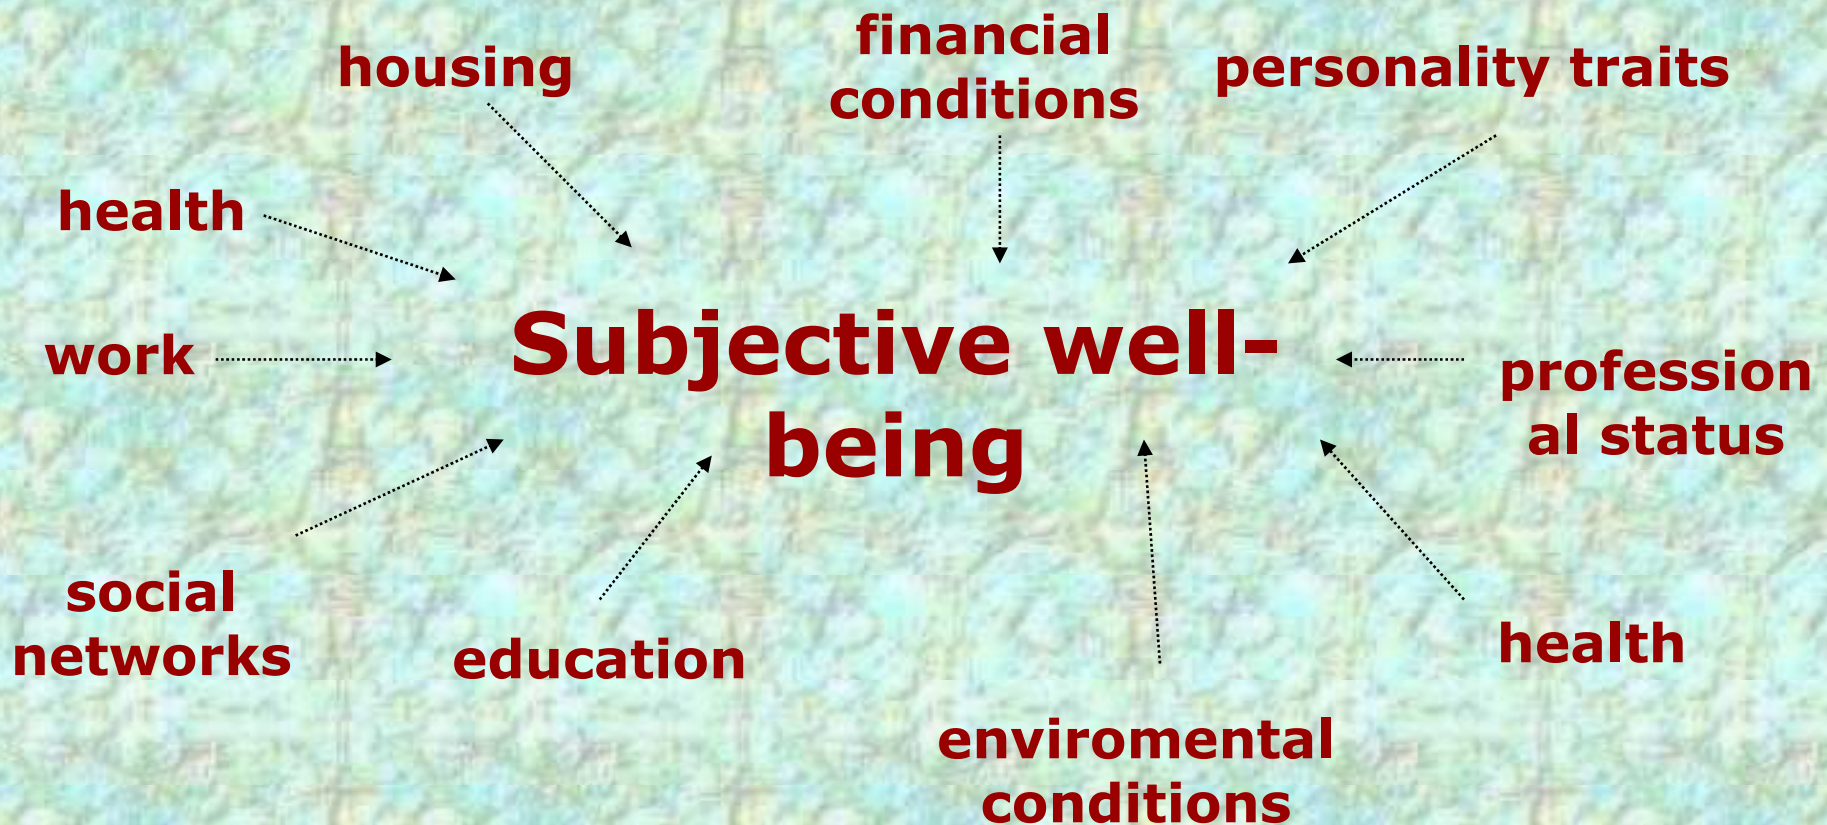 housing
financial
conditions
personality traits
health
work
Subjective well-
being
profession
al status
social
networks
education
health
enviromental
conditions